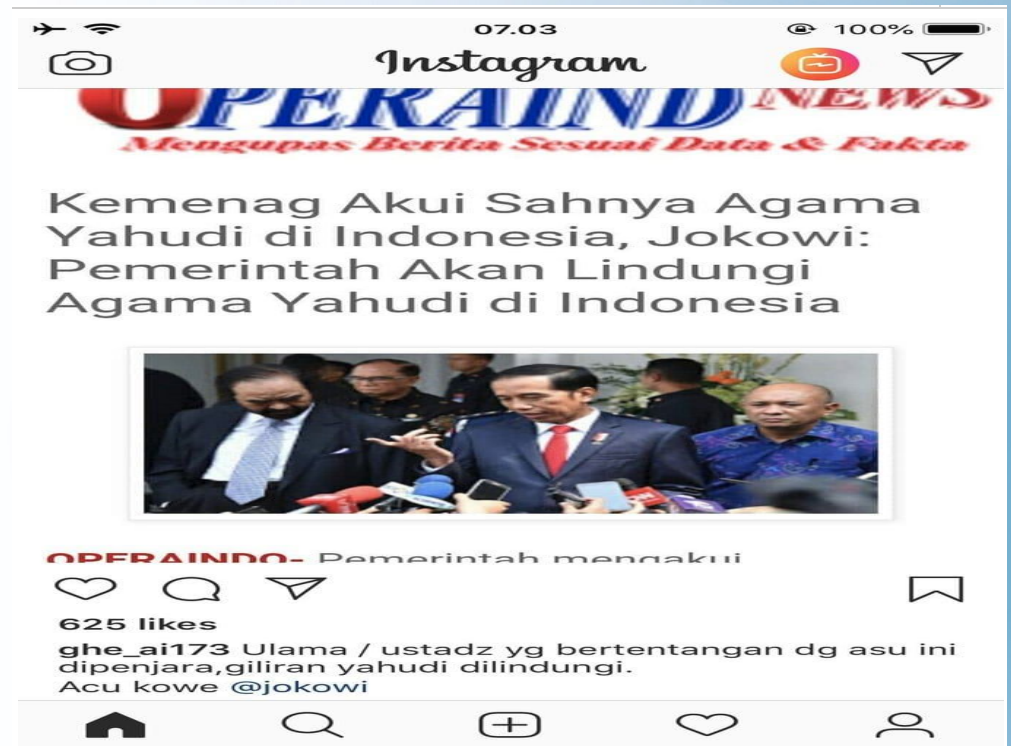 07.03
100%
Instagram
OPERAIND NEWS
Mengupas Berita Sesuai Data & Fakta
Kemenag Akui Sahnya Agama
Yahudi di Indonesia, Jokowi:
Pemerintah Akan Lindungi
Agama Yahudi di Indonesia
OPERAINDO- Pemerintah mengakui
625 likes
ghe_ai173 Ulama / ustadz yg bertentangan dg asu ini
dipenjara,giliran yahudi dilindungi.
Acu kowe @jokowi